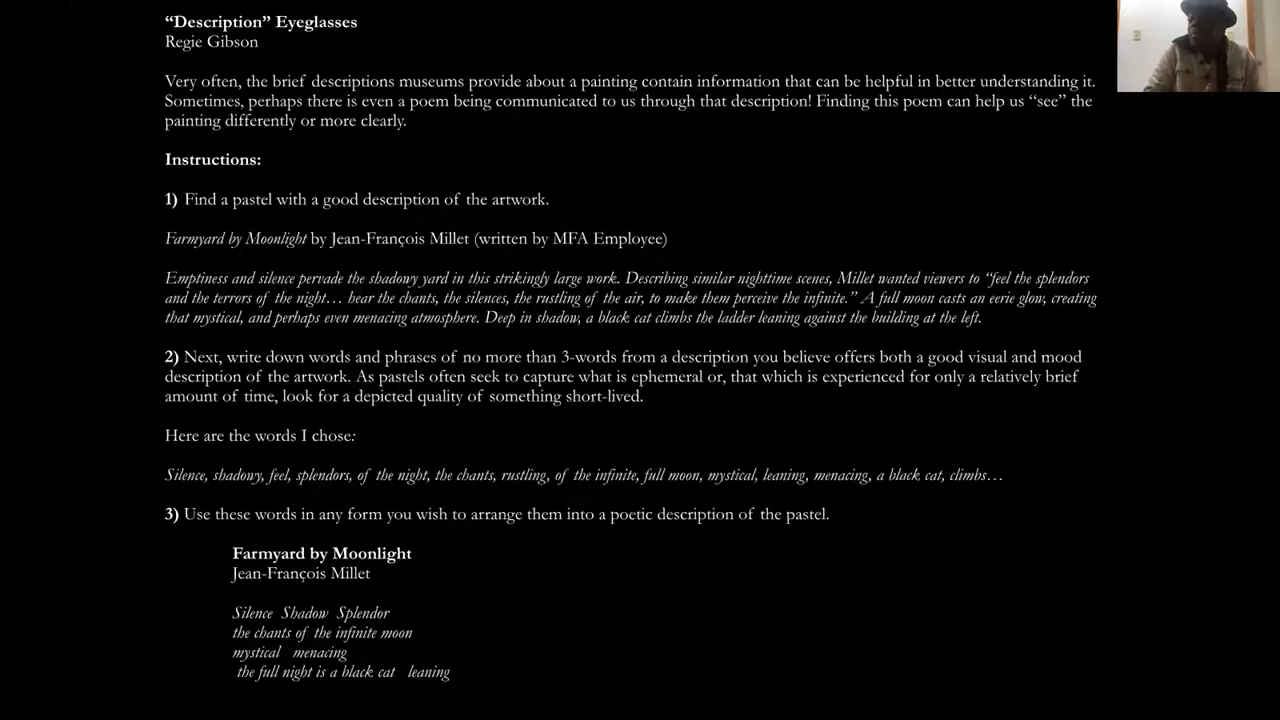 “Description” Eyeglasses
Regie Gibson
Very often, the brief descriptions museums provide about a painting contain information that can be helpful in better understanding it.
Sometimes, perhaps there is even a poem being communicated to us through that description! Finding this poem can help us “see” the
painting differently or more clearly.
Instructions:
1) Find a pastel with a good description of the artwork.
Farmyard by Moonlight by Jean-François Millet (written by MFA Employee)
Emptiness and silence pervade the shadowy yard in this strikingly large work. Describing similar nighttime scenes, Millet wanted viewers to “feel the splendors
and the terrors of the night… hear the chants, the silences, the rustling of the air, to make them perceive the infinite.” A full moon casts an eerie glow, creating
that mystical, and perhaps even menacing atmosphere. Deep in shadow, a black cat climbs the ladder leaning against the building at the left.
2) Next, write down words and phrases of no more than 3-words from a description you believe offers both a good visual and mood
description of the artwork. As pastels often seek to capture what is ephemeral or, that which is experienced for only a relatively brief
amount of time, look for a depicted quality of something short-lived.
Here are the words I chose:
Silence, shadowy, feel, splendors, of the night, the chants, rustling, of the infinite, full moon, mystical, leaning, menacing, a black cat, climbs…
3) Use these words in any form you wish to arrange them into a poetic description of the pastel.
Farmyard by Moonlight
Jean-François Millet
Silence Shadow Splendor
the chants of the infinite moon
mystical menacing
the full night is a black cat leaning